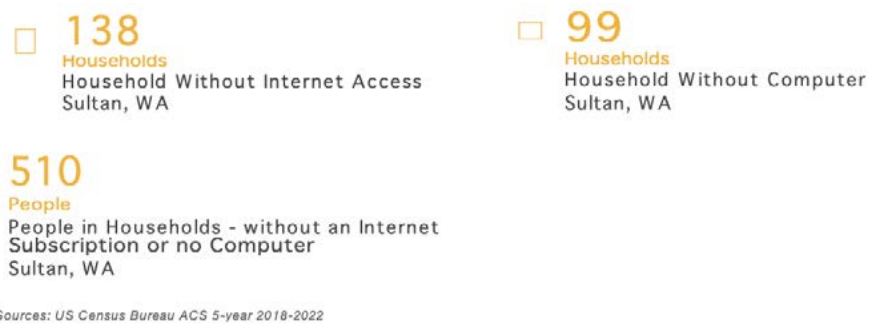 138
Households
Household Without Internet Access
Sultan, WA
99
Households
Household Without Computer
Sultan, WA
510
People
People in Households - without an Internet
Subscription or no Computer
Sultan, WA
Sources: US Census Bureau ACS 5-year 2018-2022